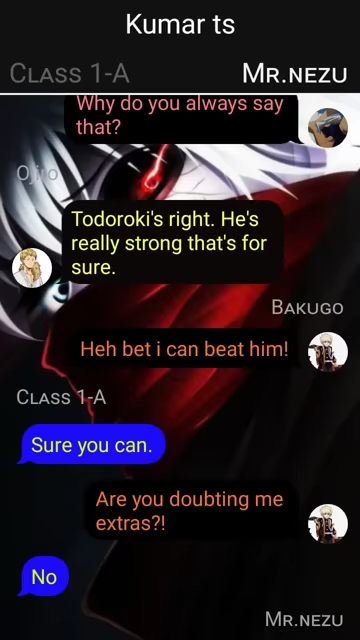 Kumar ts
Class 1-A
Mr.nezu
Why do you always say
that?
Ojiro
Todoroki's right. He's
really strong that's for
sure.
Bakugo
Heh bet i can beat him!
Class 1-A
Sure you can.
Are you doubting me
extras?!
No
Mr.nezu